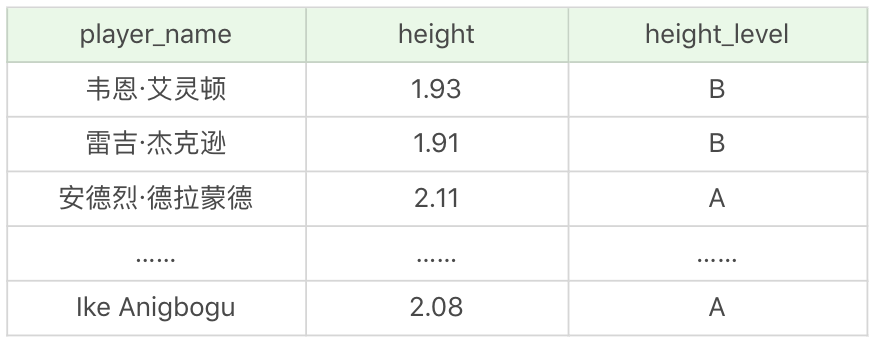 player_name height height_level
韦恩·艾灵顿 1.93 B
雷吉·杰克逊 1.91 B
安德烈·德拉蒙德 2.11 A
…… …… ……
Ike Anigbogu 2.08 A